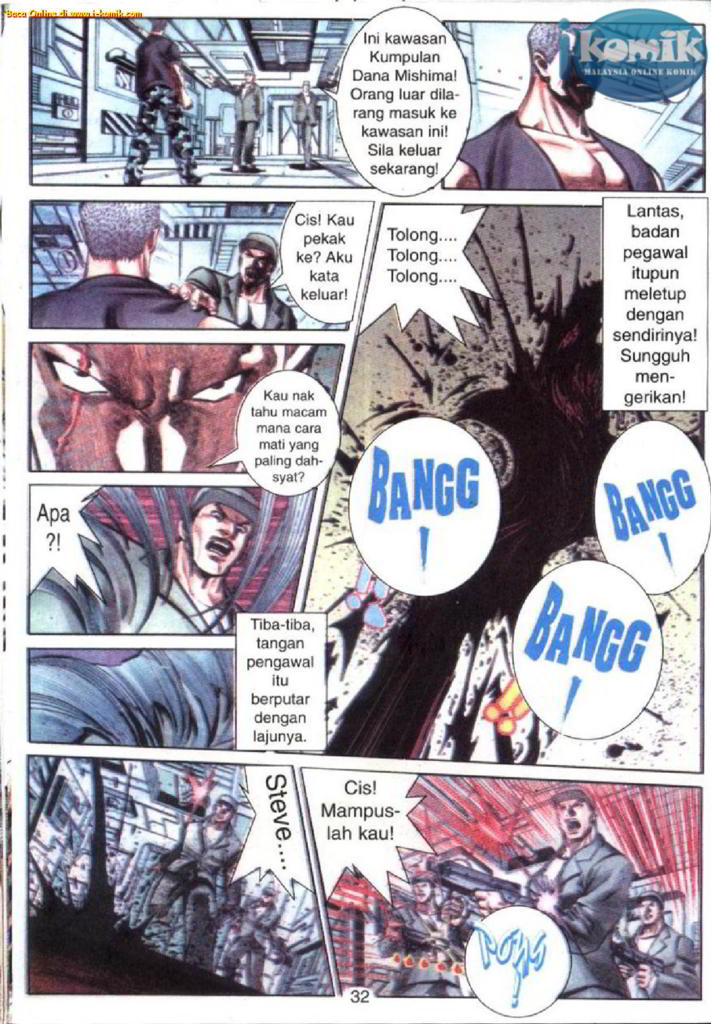 Baca Online di www.i-komik.com
ikomik
MALAYSIA ONLINE KOMIK
Ini kawasan
Kumpulan
Dana Mishima!
Orang luar dila-
rang masuk ke
kawasan ini!
Sila keluar
sekarang!
Cis! Kau
pekak
ke? Aku
kata
keluar!
Kau nak
tahu macam
mana cara
mati yang
paling dah-
syat?
Apa
?!
Tiba-tiba,
tangan
pengawal
itu
berputar
dengan
lajunya.
Tolong....
Tolong....
Tolong....
Lantas,
badan
pegawal
itupun
meletup
dengan
sendirinya!
Sungguh
men-
gerikan!
BANGG
!
BANGG
!
BANGG
!
Steve....
Cis!
Mampus-
lah kau!
32